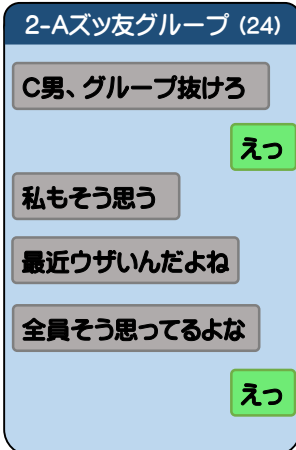 2-Aズッ友グループ (24)
C男、グループ抜けろ
えっ
私もそう思う
最近ウザいんだよね
全員そう思ってるよな
えっ